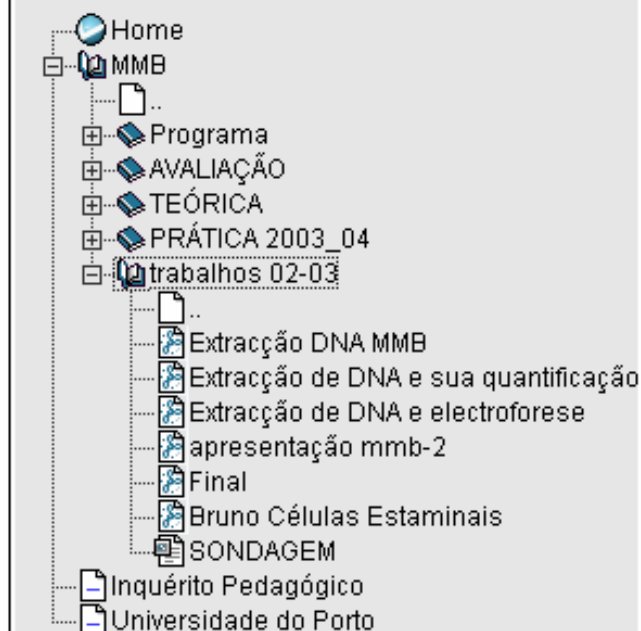 Home
MMB
..
Programa
AVALIAÇÃO
TEÓRICA
PRÁTICA 2003_04
trabalhos 02-03
..
Extracção DNA MMB
Extracção de DNA e sua quantificação
Extracção de DNA e electroforese
apresentação mmb-2
Final
Bruno Células Estaminais
SONDAGEM
Inquérito Pedagógico
Universidade do Porto